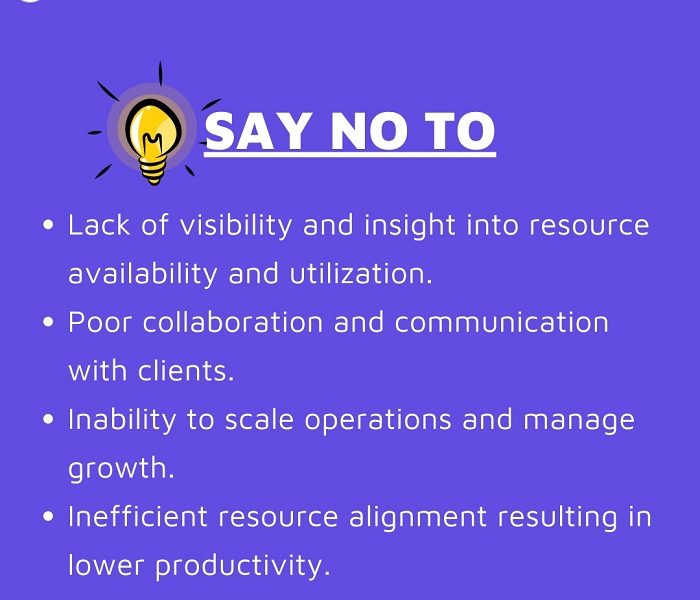 SAY NO TO
• Lack of visibility and insight into resource
availability and utilization.
• Poor collaboration and communication
with clients.
• Inability to scale operations and manage
growth.
• Inefficient resource alignment resulting in
lower productivity.